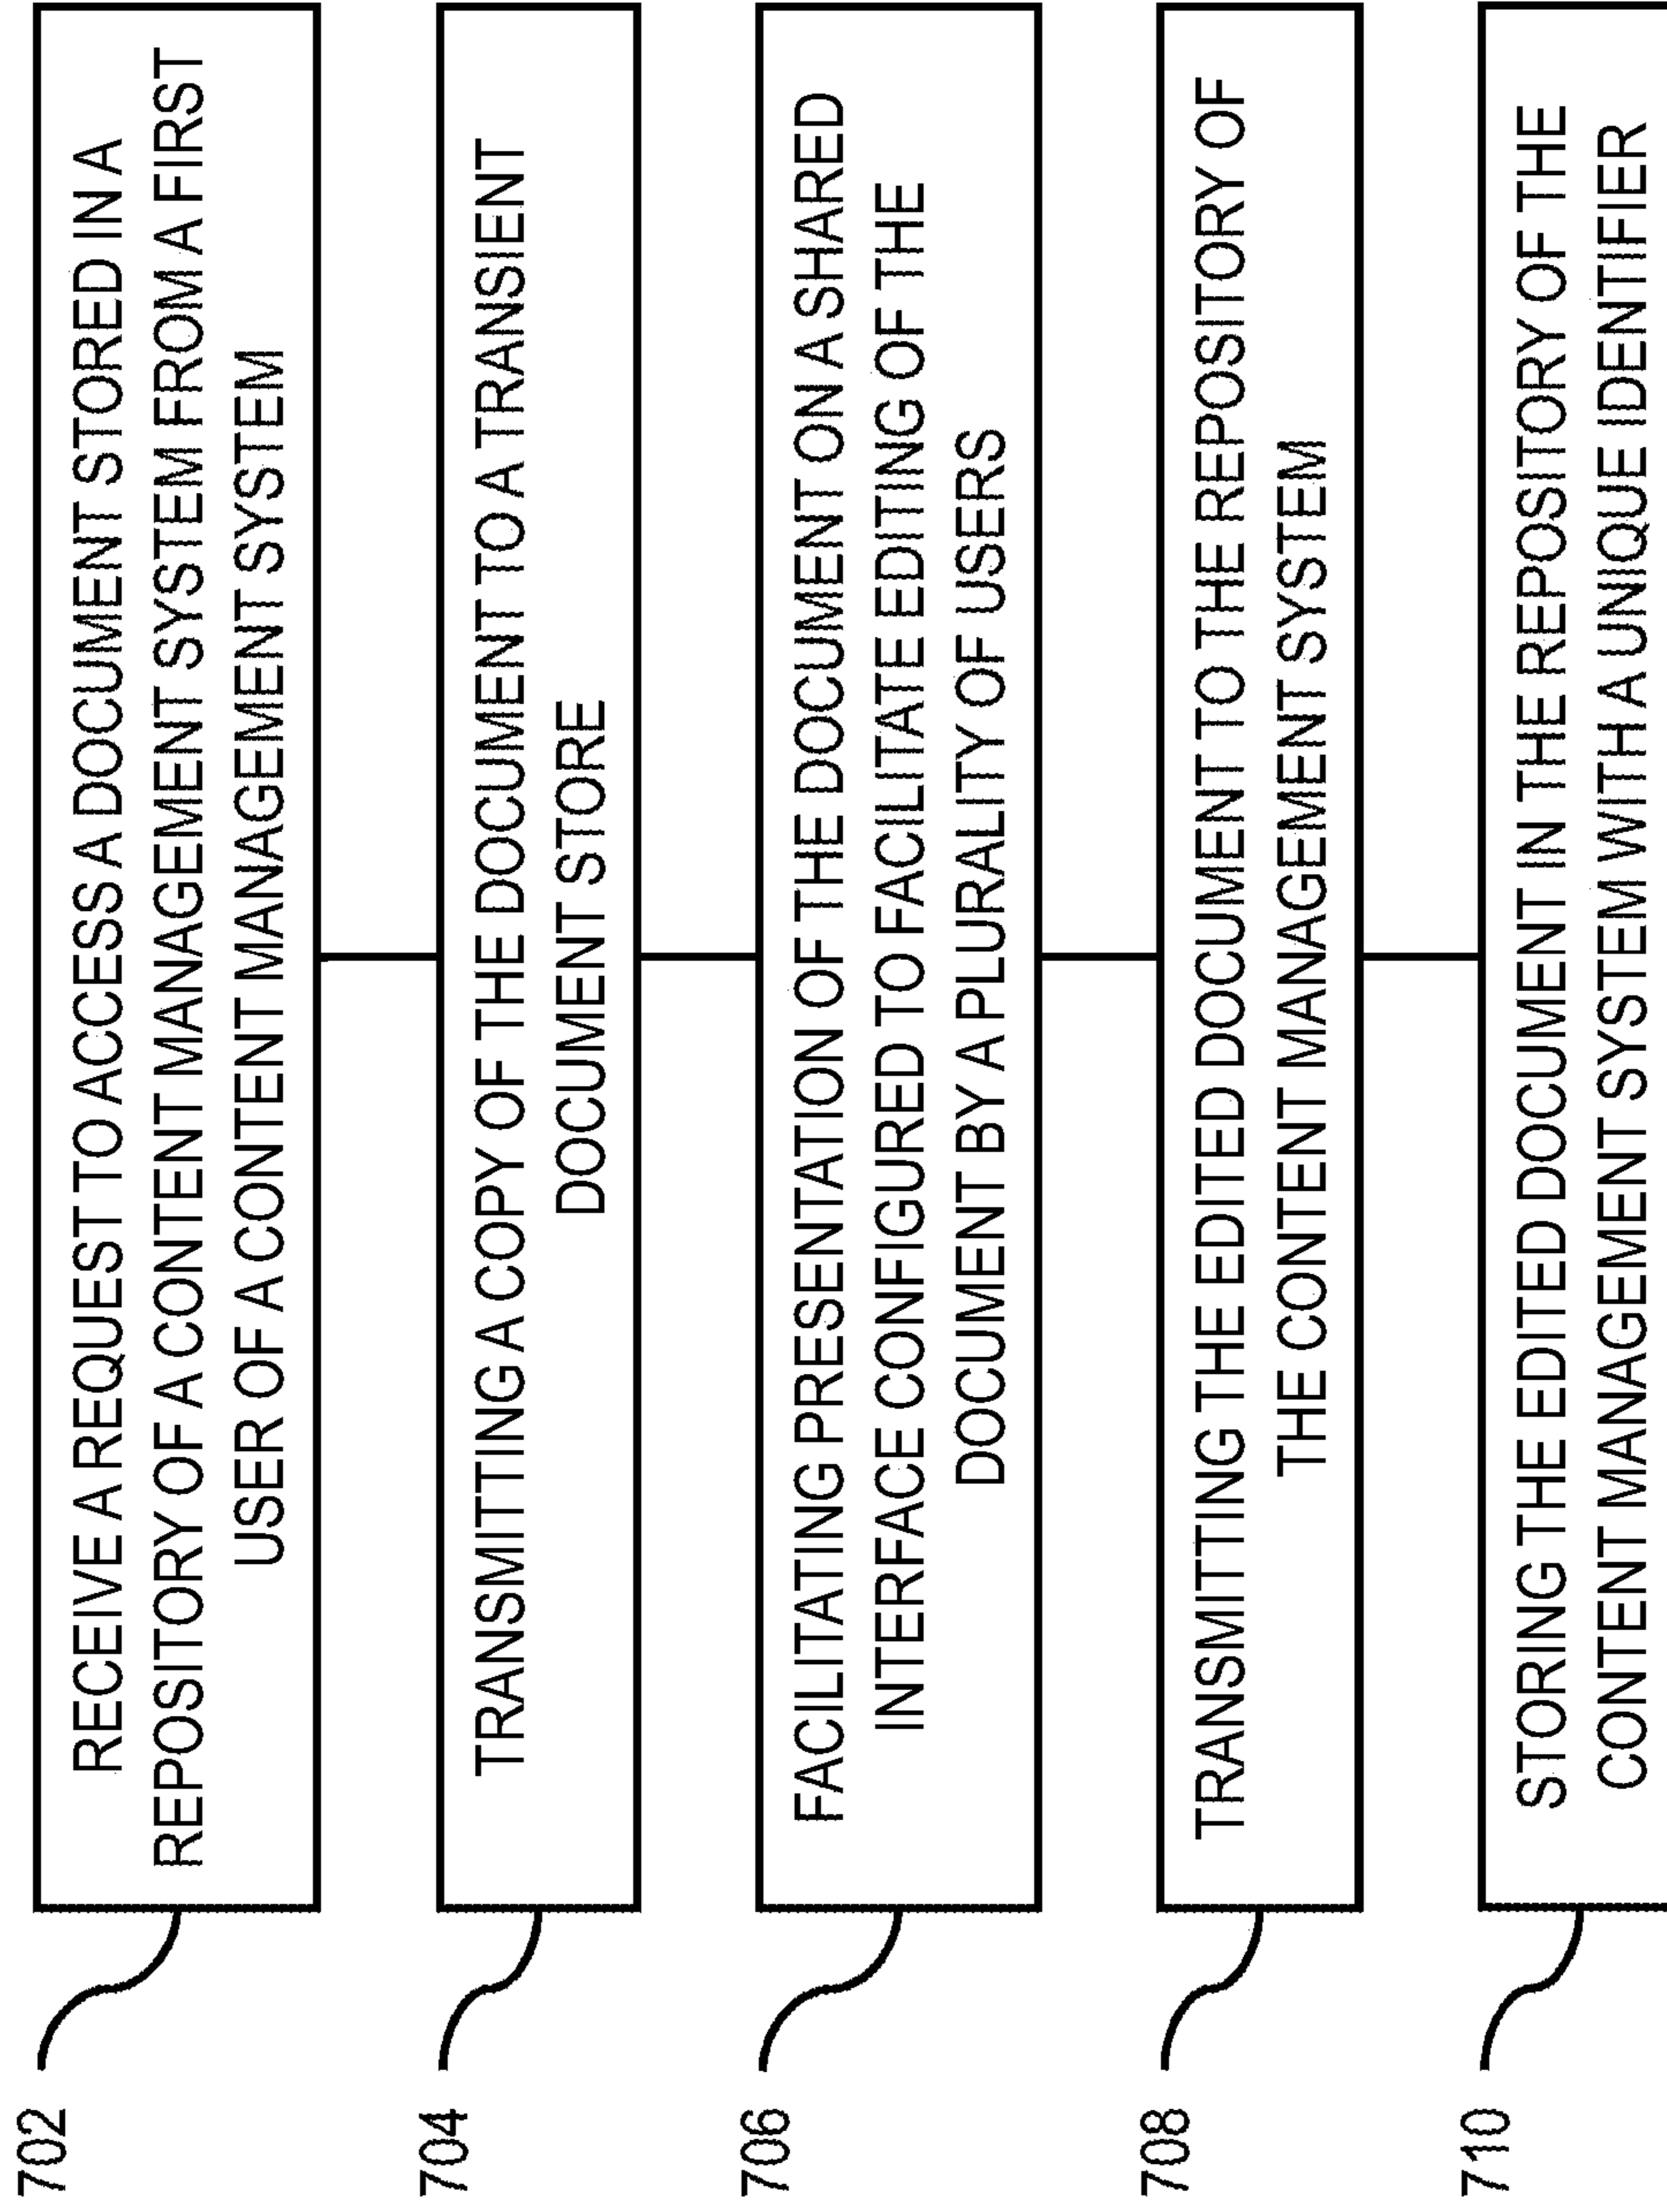 702
RECEIVE A REQUEST TO ACCESS A DOCUMENT STORED IN A
REPOSITORY OF A CONTENT MANAGEMENT SYSTEM FROM A FIRST
USER OF A CONTENT MANAGEMENT SYSTEM
704
TRANSMITTING A COPY OF THE DOCUMENT TO A TRANSIENT
DOCUMENT STORE
706
FACILITATING PRESENTATION OF THE DOCUMENT ON A SHARED
INTERFACE CONFIGURED TO FACILITATE EDITING OF THE
DOCUMENT BY A PLURALITY OF USERS
708
TRANSMITTING THE EDITED DOCUMENT TO THE REPOSITORY OF
THE CONTENT MANAGEMENT SYSTEM
710
STORING THE EDITED DOCUMENT IN THE REPOSITORY OF THE
CONTENT MANAGEMENT SYSTEM WITH A UNIQUE IDENTIFIER